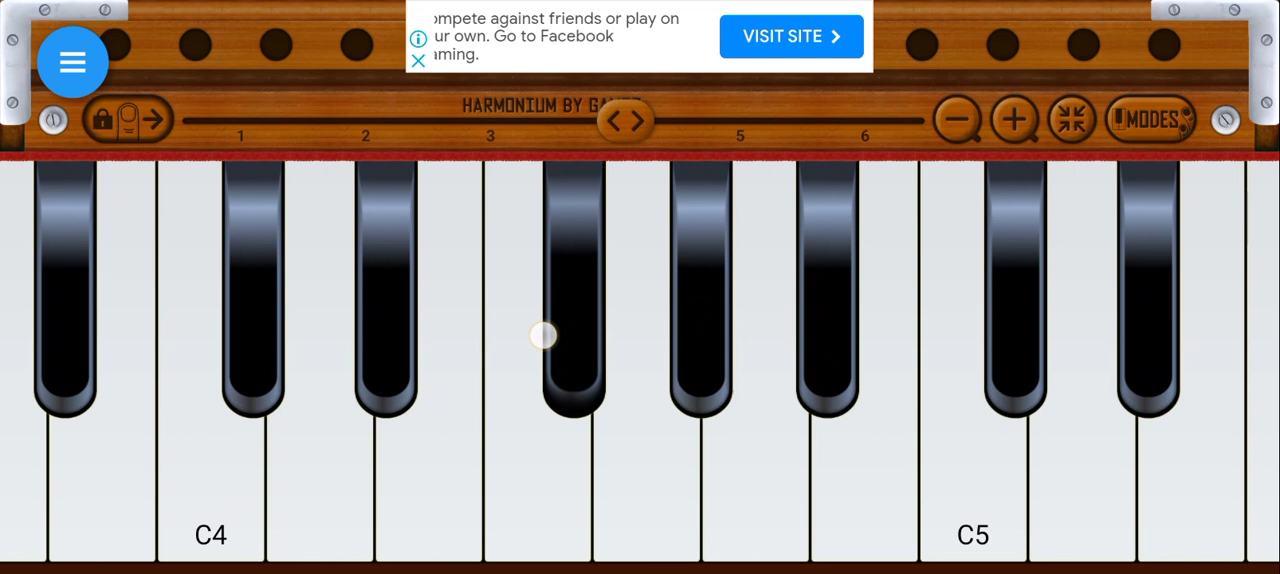 ompete against friends or play on
ur own. Go to Facebook
aming.
VISIT SITE
HARMONIUM BY
MODES
1 2 3 5 6
C4 C5